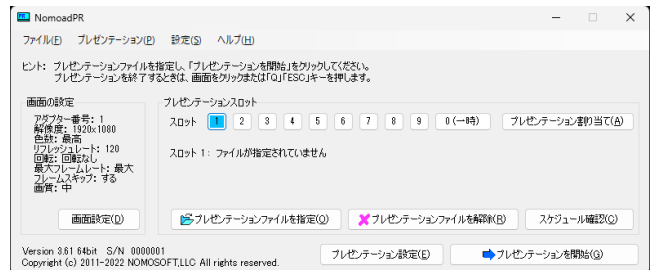 NomoadPR
ファイル(F) プレゼンテーション(P) 設定(S) ヘルプ(H)
ヒント: プレゼンテーションファイルを指定し、「プレゼンテーションを開始」をクリックしてください。
プレゼンテーションを終了するときは、画面をクリックまたは「Q」「ESC」キーを押します。
画面の設定
アダプター番号: 1
解像度: 1920x1080
色数: 最高
リフレッシュレート: 120
回転: 回転なし
最大フレームレート: 最大
フレームスキップ: する
画質: 中
画面設定(D)
プレゼンテーションスロット
スロット 1 2 3 4 5 6 7 8 9 0 (一時) プレゼンテーション割り当て(A)
スロット 1: ファイルが指定されていません
プレゼンテーションファイルを指定(O) プレゼンテーションファイルを解除(R) スケジュール確認(C)
Version 3.61 64bit S/N 0000001
Copyright (c) 2011-2022 NOMOSOFT,LLC All rights reserved.
プレゼンテーション設定(E) プレゼンテーションを開始(G)